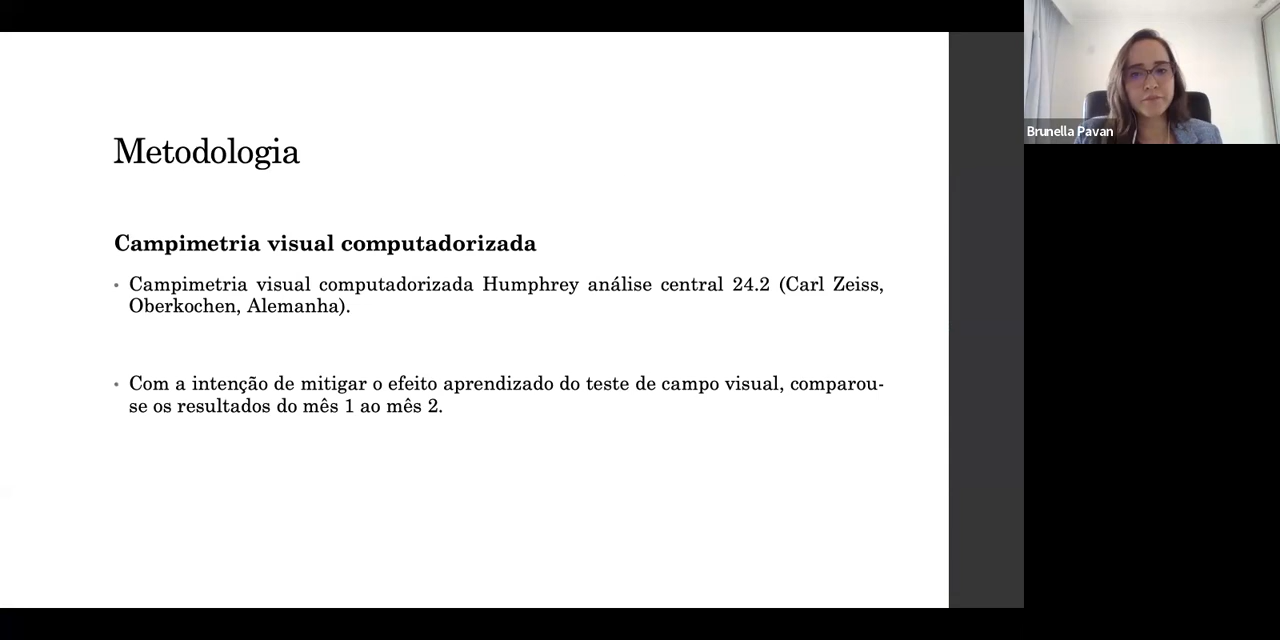 Metodologia
Campimetria visual computadorizada
• Campimetria visual computadorizada Humphrey análise central 24.2 (Carl Zeiss,
Oberkochen, Alemanha).
• Com a intenção de mitigar o efeito aprendizado do teste de campo visual, comparou-
se os resultados do mês 1 ao mês 2.
Brunella Pavan